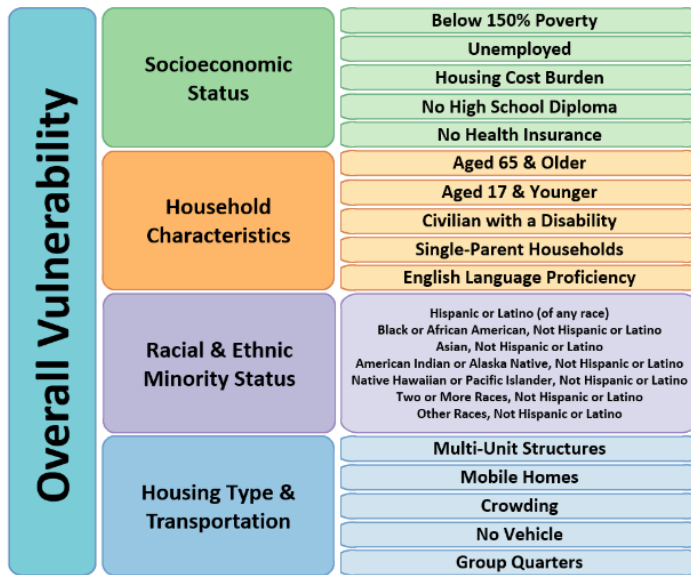 Overall Vulnerability
Socioeconomic
Status
Below 150% Poverty
Unemployed
Housing Cost Burden
No High School Diploma
No Health Insurance
Household
Characteristics
Aged 65 & Older
Aged 17 & Younger
Civilian with a Disability
Single-Parent Households
English Language Proficiency
Racial & Ethnic
Minority Status
Hispanic or Latino (of any race)
Black or African American, Not Hispanic or Latino
Asian, Not Hispanic or Latino
American Indian or Alaska Native, Not Hispanic or Latino
Native Hawaiian or Pacific Islander, Not Hispanic or Latino
Two or More Races, Not Hispanic or Latino
Other Races, Not Hispanic or Latino
Housing Type &
Transportation
Multi-Unit Structures
Mobile Homes
Crowding
No Vehicle
Group Quarters